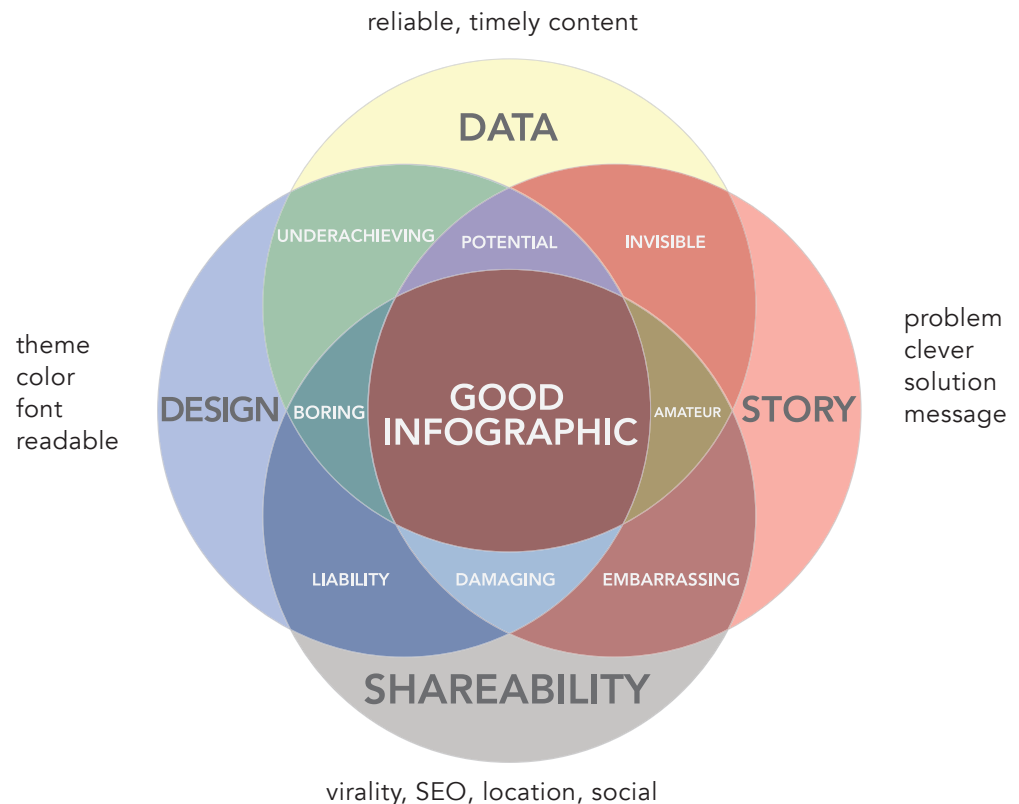 reliable, timely content
DATA
UNDERACHIEVING
POTENTIAL
INVISIBLE
theme
color
font
readable
DESIGN
BORING
GOOD
INFOGRAPHIC
AMATEUR
STORY
problem
clever
solution
message
LIABILITY
DAMAGING
EMBARRASSING
SHAREABILITY
virality, SEO, location, social